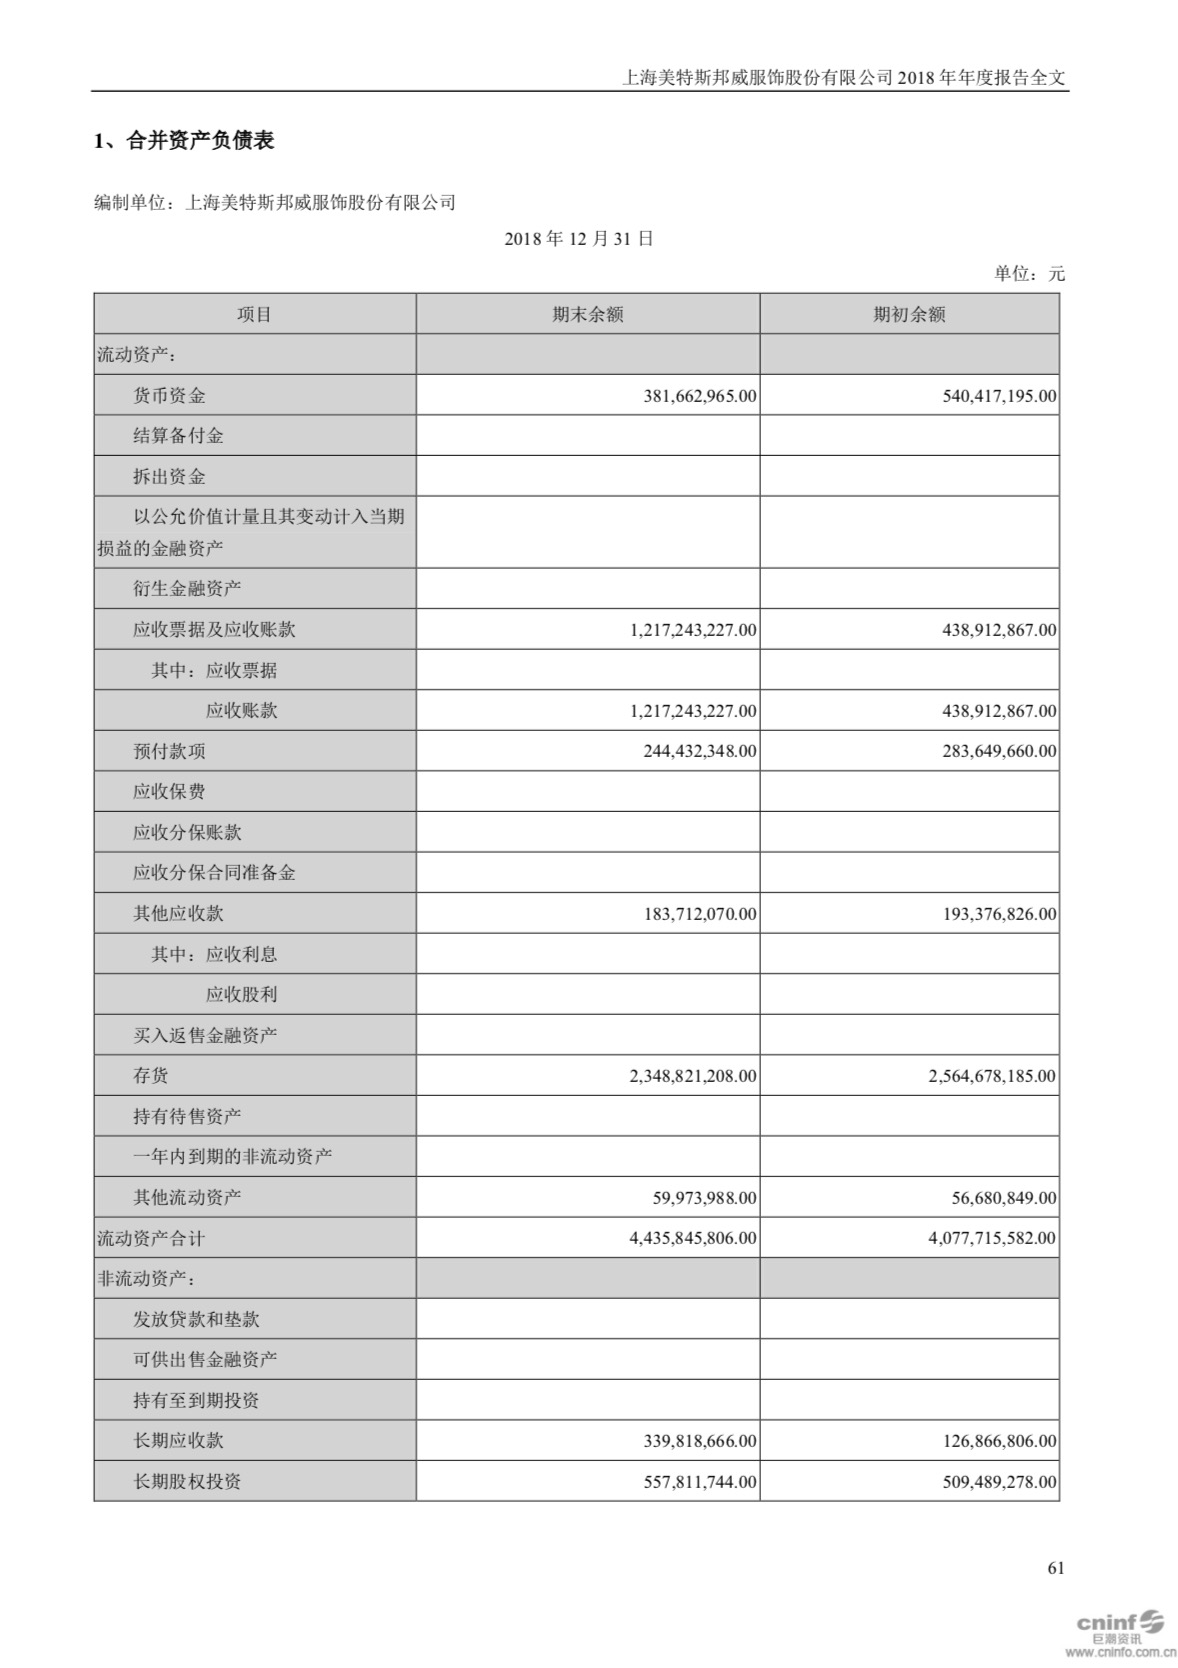 上海美特斯邦威服饰股份有限公司 2018 年年度报告全文
1、合并资产负债表
编制单位：上海美特斯邦威服饰股份有限公司
2018 年 12 月 31 日
单位：元
项目 期末余额 期初余额
流动资产：
货币资金 381,662,965.00 540,417,195.00
结算备付金
拆出资金
以公允价值计量且其变动计入当期
损益的金融资产
衍生金融资产
应收票据及应收账款 1,217,243,227.00 438,912,867.00
其中：应收票据
应收账款 1,217,243,227.00 438,912,867.00
预付款项 244,432,348.00 283,649,660.00
应收保费
应收分保账款
应收分保合同准备金
其他应收款 183,712,070.00 193,376,826.00
其中：应收利息
应收股利
买入返售金融资产
存货 2,348,821,208.00 2,564,678,185.00
持有待售资产
一年内到期的非流动资产
其他流动资产 59,973,988.00 56,680,849.00
流动资产合计 4,435,845,806.00 4,077,715,582.00
非流动资产：
发放贷款和垫款
可供出售金融资产
持有至到期投资
长期应收款 339,818,666.00 126,866,806.00
长期股权投资 557,811,744.00 509,489,278.00
61
cninf
巨潮资讯
www.cninfo.com.cn